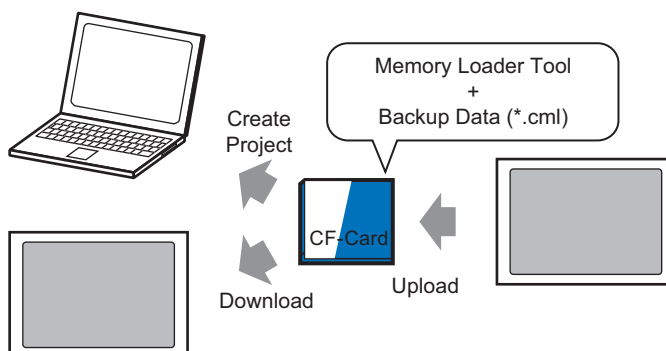 Memory Loader Tool
+
Backup Data (*.cml)
Create
Project
CF-Card
Download
Upload